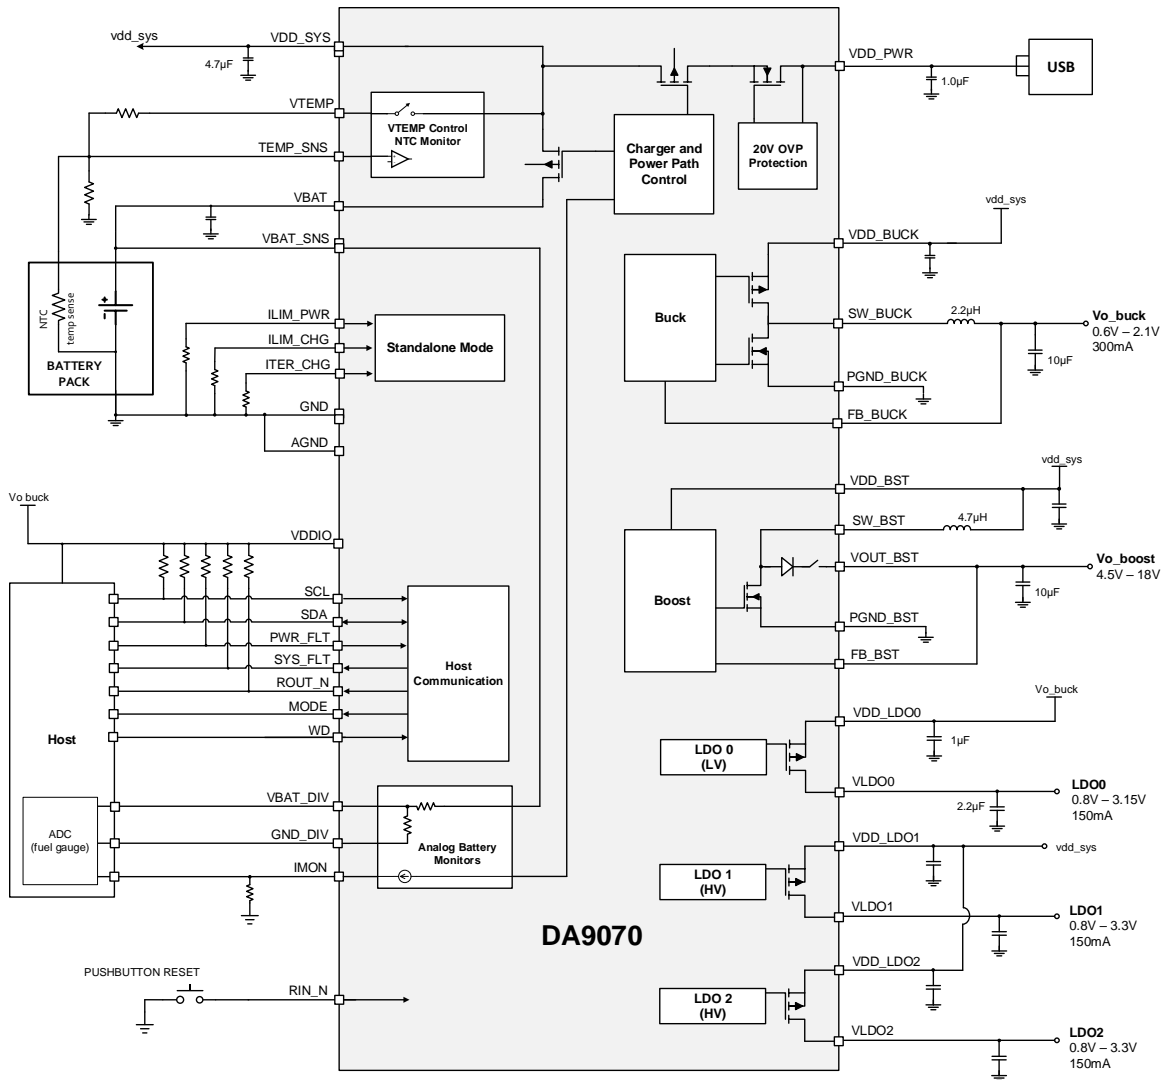 vdd_sys
VDD_SYS
4.7µF
VTEMP
TEMP_SNS
VTEMP Control
NTC Monitor
VBAT
VBAT_SNS
NTC
temp sense
BATTERY
PACK
ILIM_PWR
ILIM_CHG
ITER_CHG
Standalone Mode
GND
AGND
Vo buck
VDDIO
SCL
SDA
PWR_FLT
SYS_FLT
ROUT_N
MODE
WD
Host
Communication
Host
ADC
(fuel gauge)
VBAT_DIV
GND_DIV
IMON
Analog Battery
Monitors
PUSHBUTTON RESET
RIN_N
DA9070
Charger and
Power Path
Control
20V OVP
Protection
VDD_PWR
1.0µF
USB
vdd_sys
VDD_BUCK
Buck
SW_BUCK
2.2µH
Vo_buck
0.6V – 2.1V
300mA
10µF
PGND_BUCK
FB_BUCK
vdd_sys
VDD_BST
SW_BST
4.7µH
VOUT_BST
Vo_boost
4.5V – 18V
10µF
Boost
PGND_BST
FB_BST
Vo_buck
VDD_LDO0
1µF
LDO 0
(LV)
VLDO0
2.2µF
LDO0
0.8V – 3.15V
150mA
VDD_LDO1
vdd_sys
LDO 1
(HV)
VLDO1
LDO1
0.8V – 3.3V
150mA
VDD_LDO2
LDO 2
(HV)
VLDO2
LDO2
0.8V – 3.3V
150mA